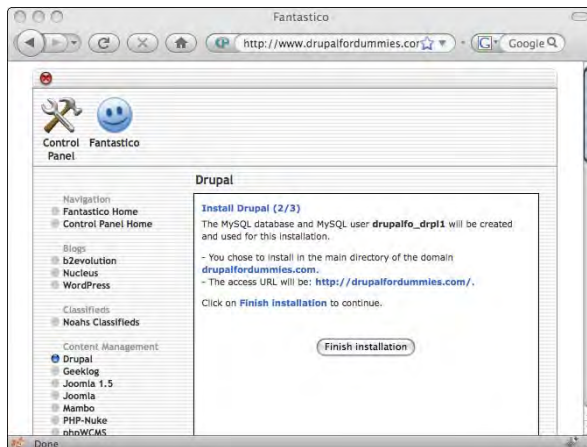 Fantastico
http://www.drupalfordummies.cor
G
Google
Control Panel
Fantastico
Drupal
Navigation
Fantastico Home
Control Panel Home
Blogs
b2evolution
Nucleus
WordPress
Classifieds
Noahs Classifieds
Content Management
Drupal
Geeklog
Joomla 1.5
Joomla
Mambo
PHP-Nuke
phpWCMS
Install Drupal (2/3)
The MySQL database and MySQL user drupalfo_drpl1 will be created
and used for this installation.
- You chose to install in the main directory of the domain
drupalfordummies.com.
- The access URL will be: http://drupalfordummies.com/.
Click on Finish installation to continue.
Finish installation
Done